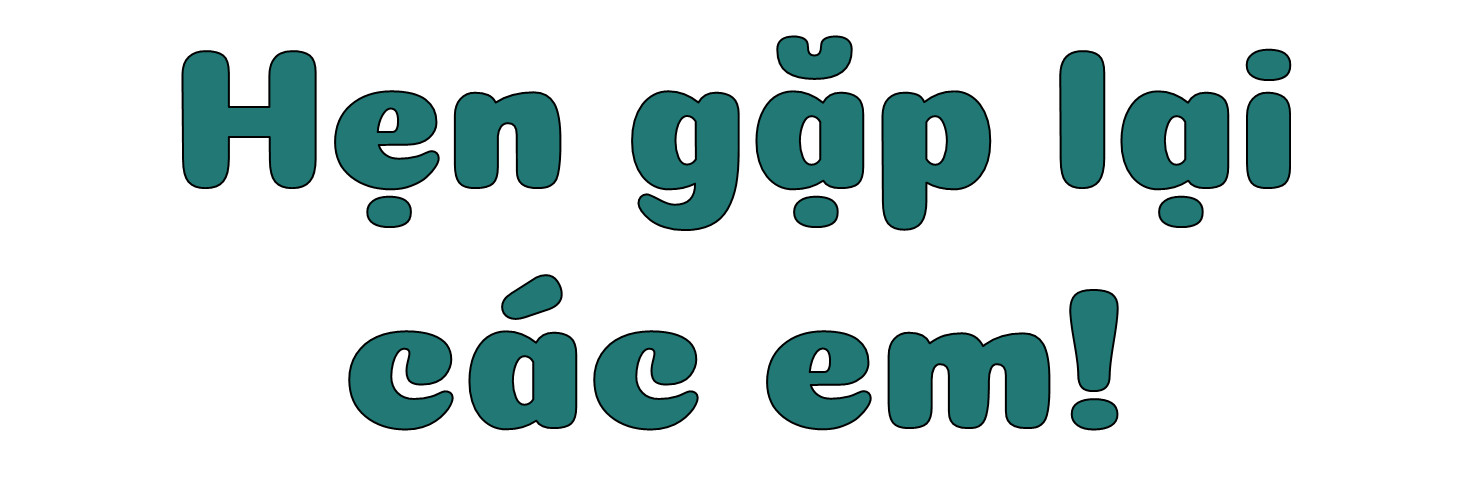 Hẹn gặp lại
các em!